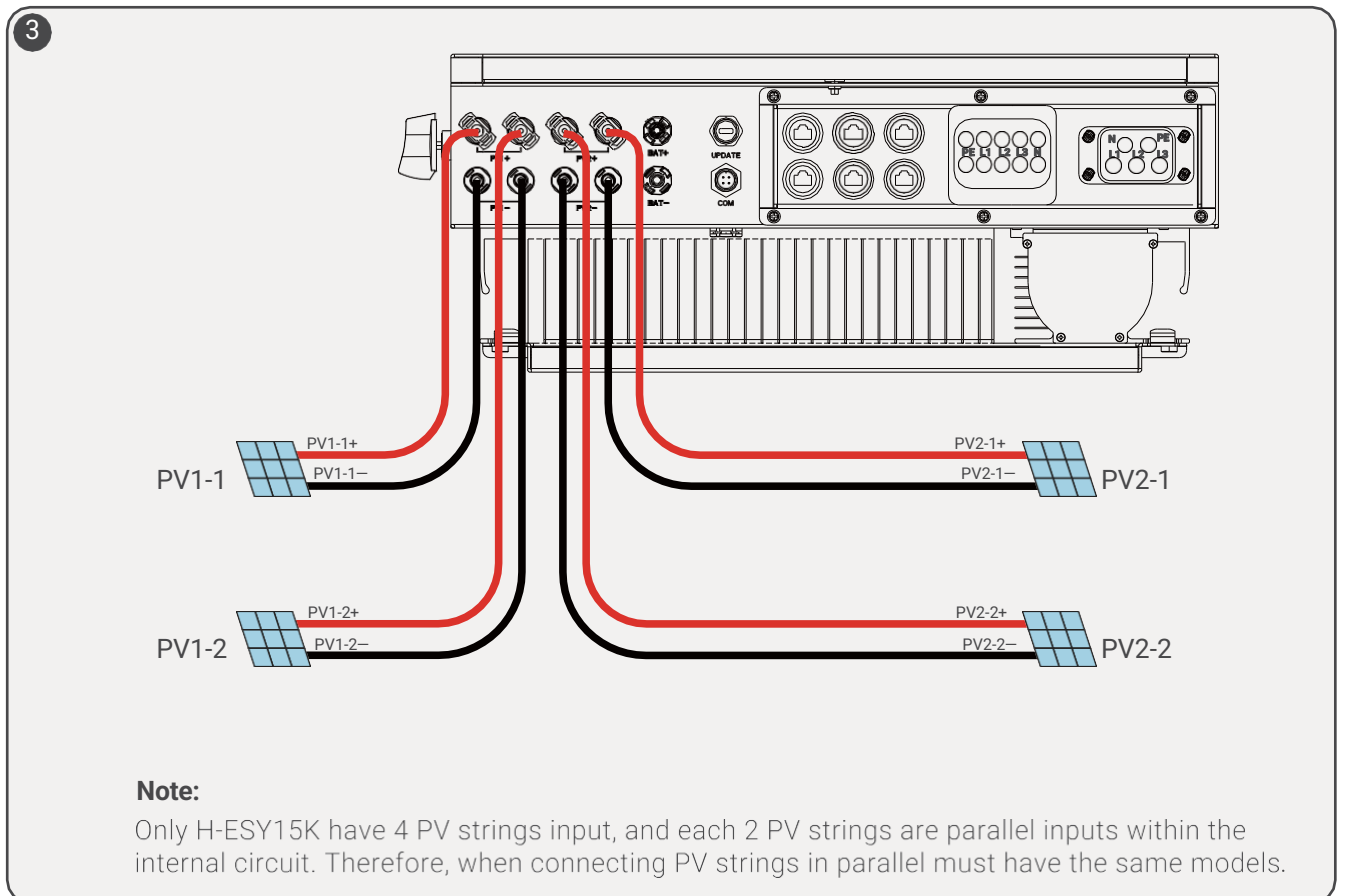 3
PV1+ PV2+ BAT+ UPDATE
PE L1 L2 L3 N
N PE
L1 L2 L3
PV2− BAT− COM
PV1-1+ PV2-1+
PV1-1 PV1-1− PV2-1− PV2-1
PV1-2+ PV2-2+
PV1-2 PV1-2− PV2-2− PV2-2
Note:
Only H-ESY15K have 4 PV strings input, and each 2 PV strings are parallel inputs within the
internal circuit. Therefore, when connecting PV strings in parallel must have the same models.